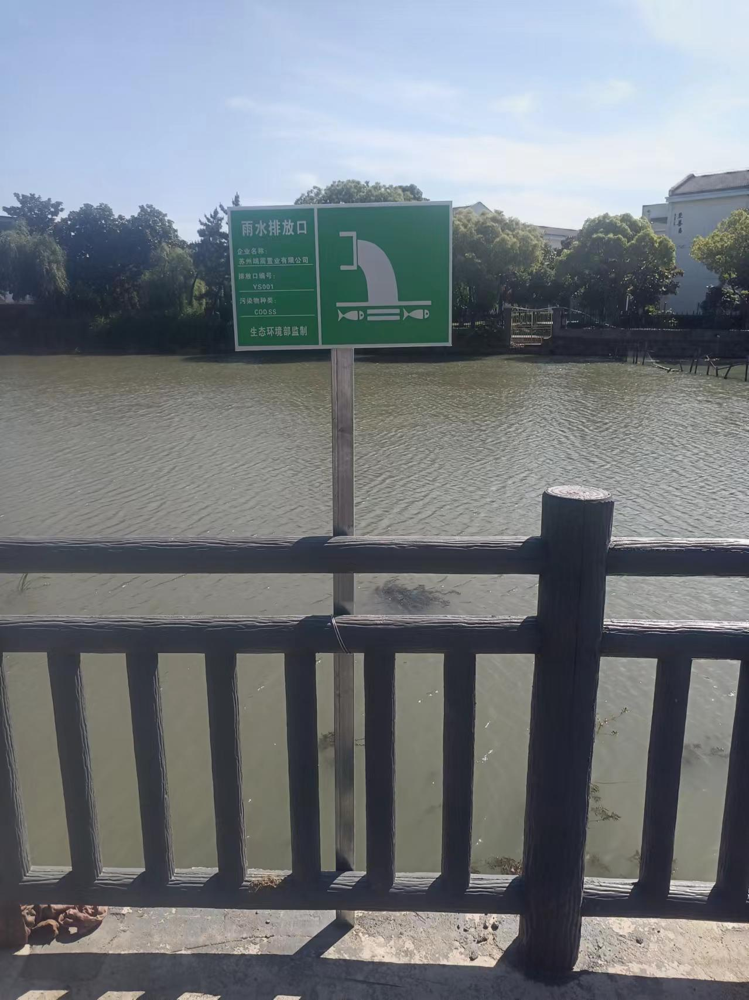 雨水排放口
企业名称:
苏州端震置业有限公司
排放口编号:
YS001
污染物种类:
COD SS
生态环境部监制